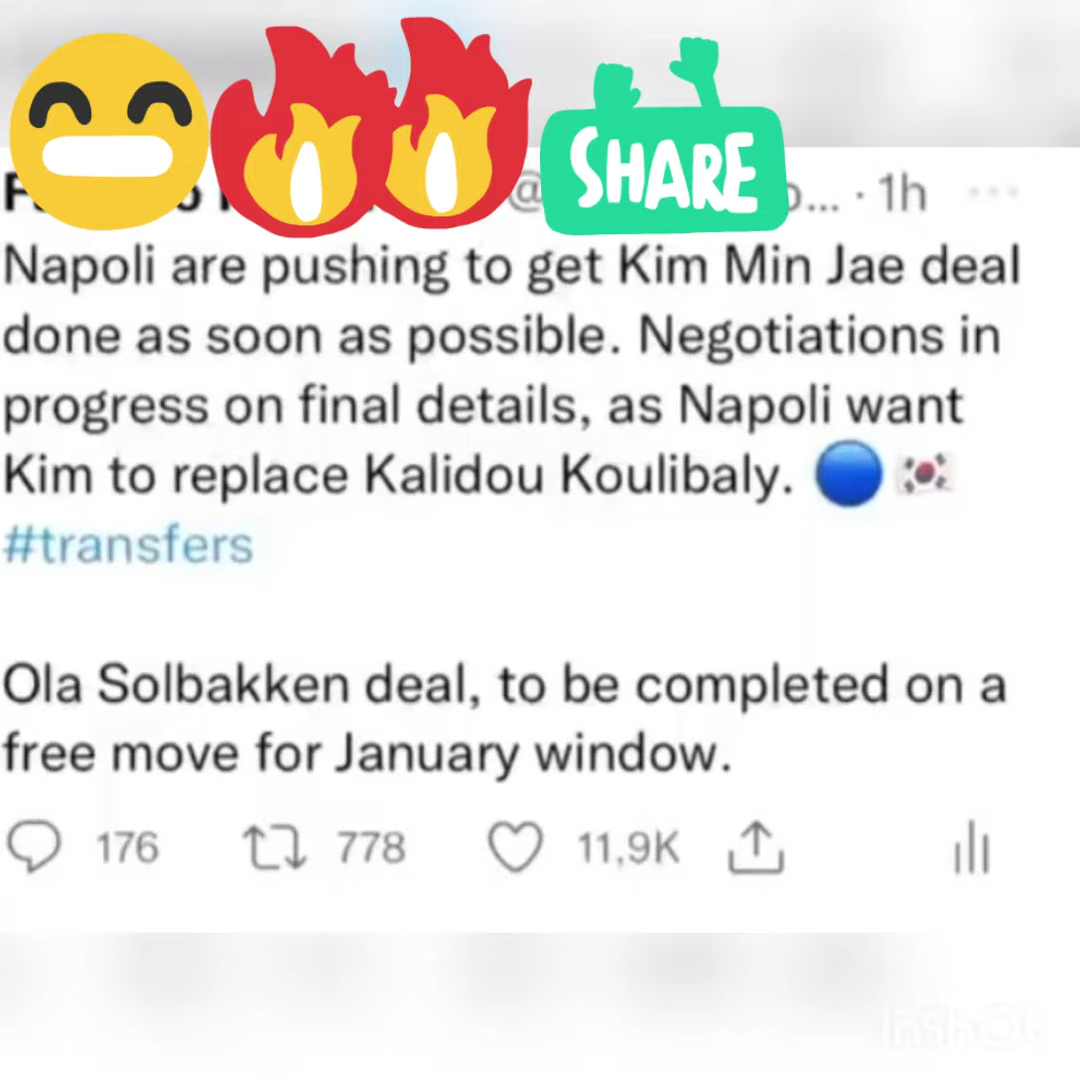 SHARE
· 1h
Napoli are pushing to get Kim Min Jae deal
done as soon as possible. Negotiations in
progress on final details, as Napoli want
Kim to replace Kalidou Koulibaly. 🔵 🇰🇷
#transfers
Ola Solbakken deal, to be completed on a
free move for January window.
176 778 11,9K
InShOt